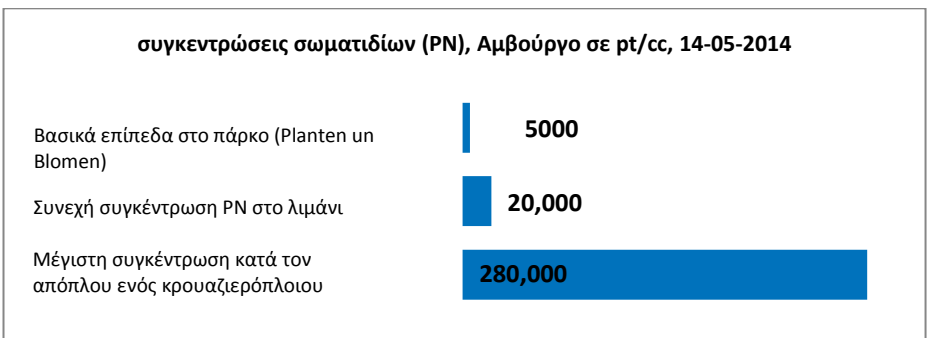 συγκεντρώσεις σωματιδίων (PN), Αμβούργο σε pt/cc, 14-05-2014
Βασικά επίπεδα στο πάρκο (Planten un
Blomen)
5000
Συνεχή συγκέντρωση PN στο λιμάνι
20,000
Μέγιστη συγκέντρωση κατά τον
απόπλου ενός κρουαζιερόπλοιου
280,000